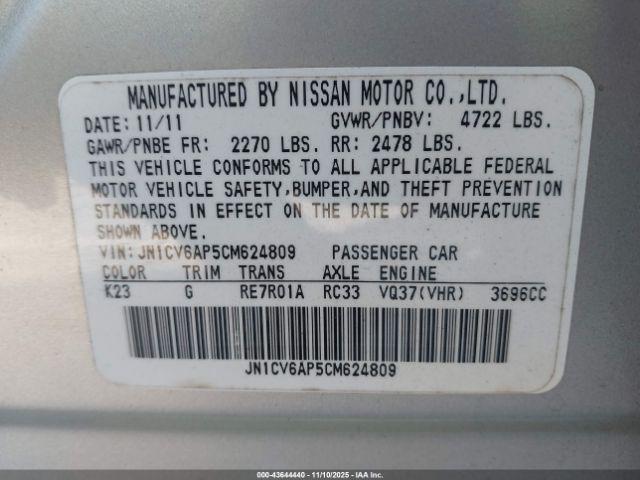 MANUFACTURED BY NISSAN MOTOR CO.,LTD.
DATE: 11/11 GVWR/PNBV: 4722 LBS.
GAWR/PNBE FR: 2270 LBS. RR: 2478 LBS.
THIS VEHICLE CONFORMS TO ALL APPLICABLE FEDERAL
MOTOR VEHICLE SAFETY,BUMPER,AND THEFT PREVENTION
STANDARDS IN EFFECT ON THE DATE OF MANUFACTURE
SHOWN ABOVE.
VIN: JN1CV6AP5CM624809 PASSENGER CAR
COLOR TRIM TRANS AXLE ENGINE
K23 G RE7R01A RC33 VQ37(VHR) 3696CC
JN1CV6AP5CM624809
000-43644440 - 11/10/2025 - IAA Inc.